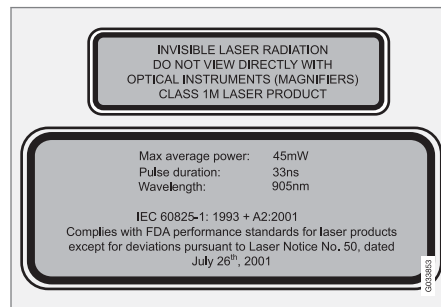 INVISIBLE LASER RADIATION
DO NOT VIEW DIRECTLY WITH
OPTICAL INSTRUMENTS (MAGNIFIERS)
CLASS 1M LASER PRODUCT
Max average power: 45mW
Pulse duration: 33ns
Wavelength: 905nm
IEC 60825-1: 1993 + A2:2001
Complies with FDA performance standards for laser products
except for deviations pursuant to Laser Notice No. 50, dated
July 26th, 2001
G033853